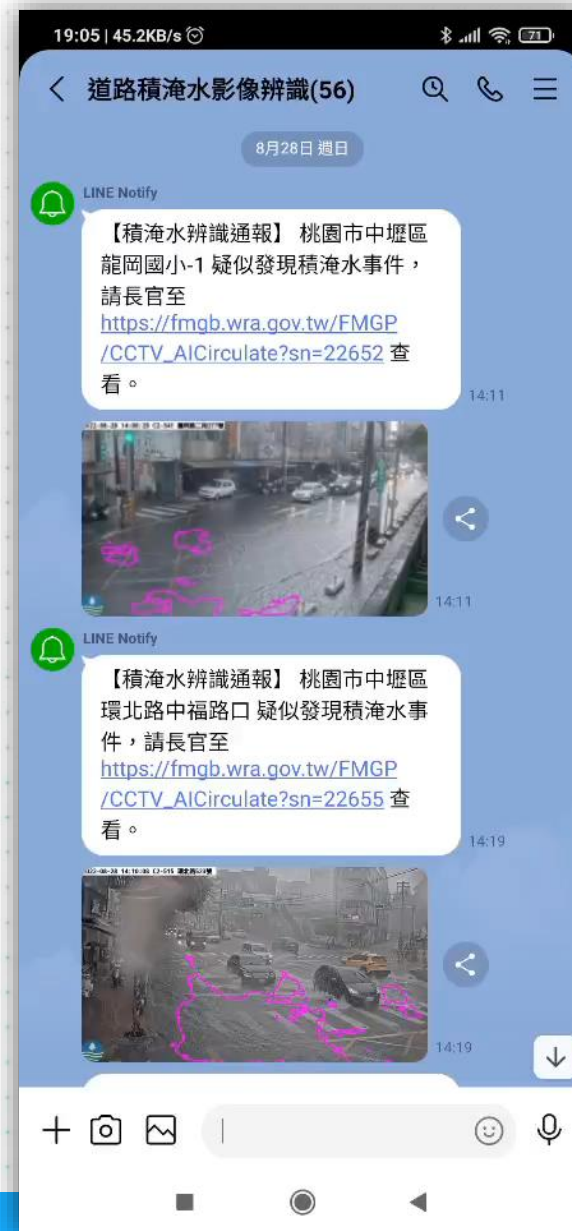 19:05 | 45.2KB/s
71
道路積淹水影像辨識(56)
8月28日 週日
LINE Notify
【積淹水辨識通報】 桃園市中壢區
龍岡國小-1 疑似發現積淹水事件，
請長官至
https://fmgb.wra.gov.tw/FMGP
/CCTV_AICirculate?sn=22652 查
看。
14:11
14:11
LINE Notify
【積淹水辨識通報】 桃園市中壢區
環北路中福路口 疑似發現積淹水事
件，請長官至
https://fmgb.wra.gov.tw/FMGP
/CCTV_AICirculate?sn=22655 查
看。
14:19
14:19